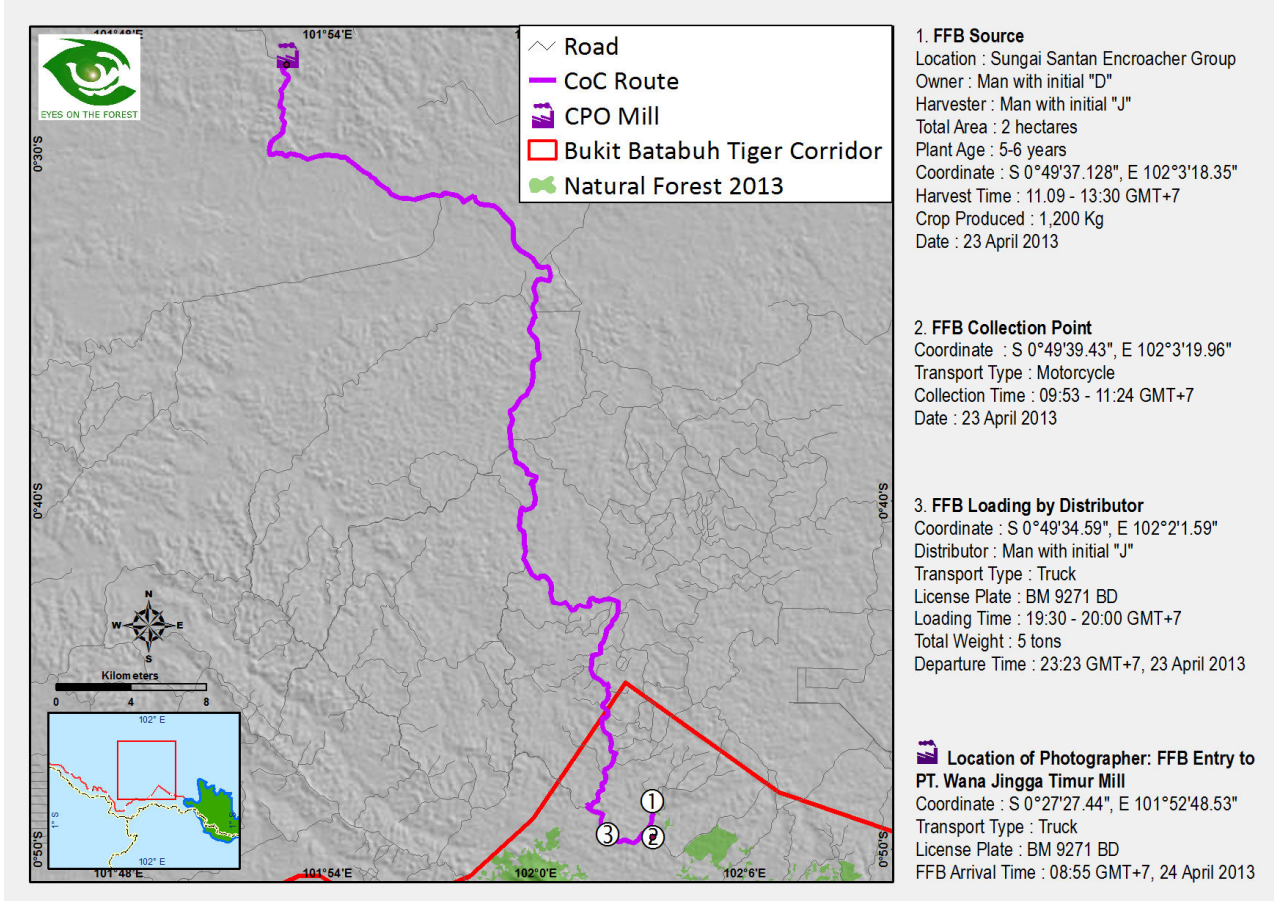 101°48'E
101°54'E
EYES ON THE FOREST
Road
CoC Route
CPO Mill
Bukit Batabuh Tiger Corridor
Natural Forest 2013
0°30'S
0°40'S
0°40'S
N
W
E
S
Kilometers
0
4
8
102° E
1° S
1° S
102° E
1
2
3
0°50'S
0°50'S
101°48'E
101°54'E
102°0'E
102°6'E
1. FFB Source
Location : Sungai Santan Encroacher Group
Owner : Man with initial "D"
Harvester : Man with initial "J"
Total Area : 2 hectares
Plant Age : 5-6 years
Coordinate : S 0°49'37.128", E 102°3'18.35"
Harvest Time : 11.09 - 13:30 GMT+7
Crop Produced : 1,200 Kg
Date : 23 April 2013
2. FFB Collection Point
Coordinate : S 0°49'39.43", E 102°3'19.96"
Transport Type : Motorcycle
Collection Time : 09:53 - 11:24 GMT+7
Date : 23 April 2013
3. FFB Loading by Distributor
Coordinate : S 0°49'34.59", E 102°2'1.59"
Distributor : Man with initial "J"
Transport Type : Truck
License Plate : BM 9271 BD
Loading Time : 19:30 - 20:00 GMT+7
Total Weight : 5 tons
Departure Time : 23:23 GMT+7, 23 April 2013
Location of Photographer: FFB Entry to
PT. Wana Jingga Timur Mill
Coordinate : S 0°27'27.44", E 101°52'48.53"
Transport Type : Truck
License Plate : BM 9271 BD
FFB Arrival Time : 08:55 GMT+7, 24 April 2013